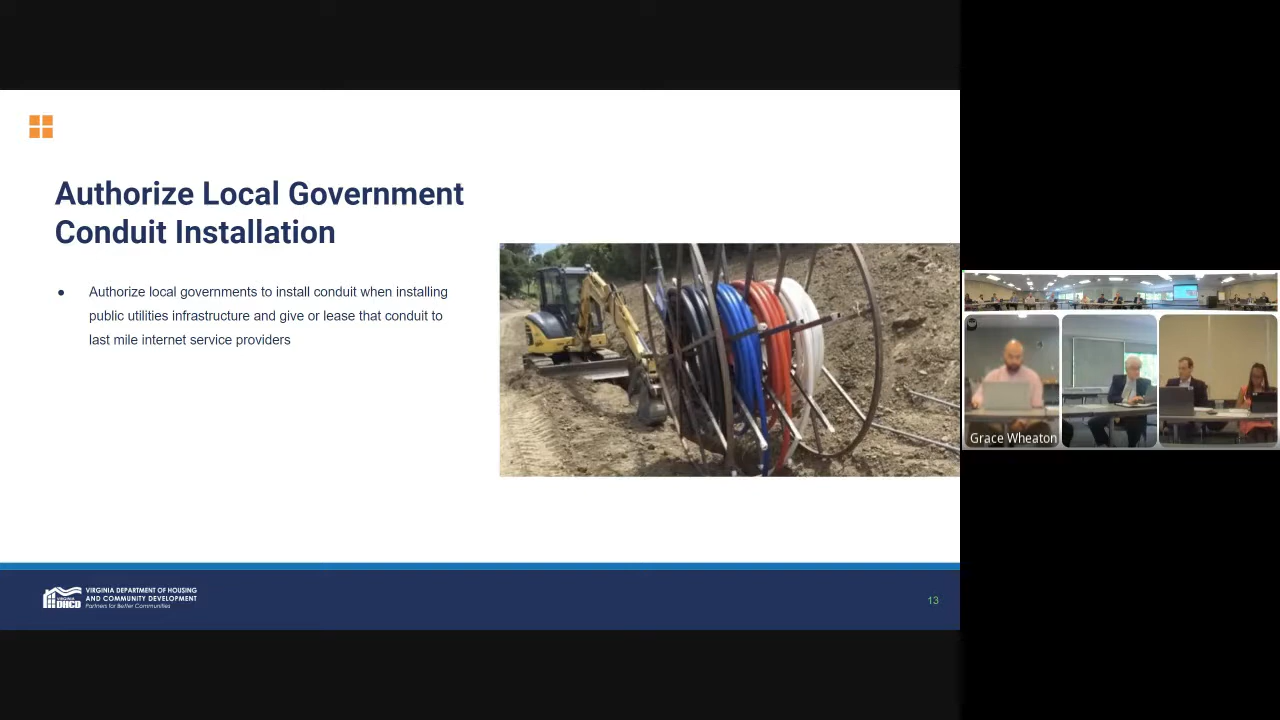 Authorize Local Government
Conduit Installation
● Authorize local governments to install conduit when installing
public utilities infrastructure and give or lease that conduit to
last mile internet service providers
VIRGINIA
DHCD
VIRGINIA DEPARTMENT OF HOUSING
AND COMMUNITY DEVELOPMENT
Partners for Better Communities
13
Grace Wheaton